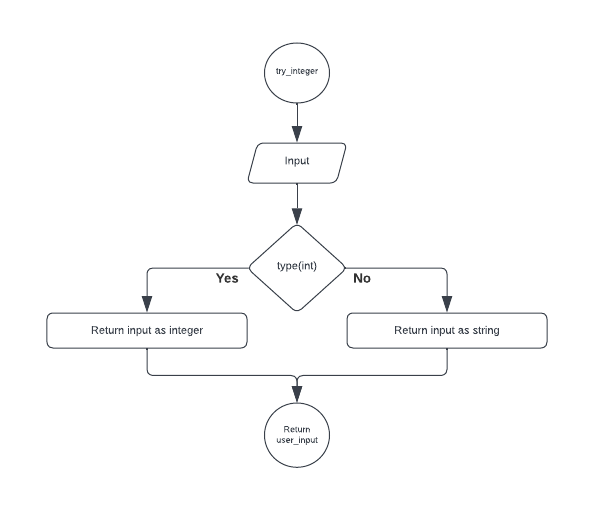 try_integer
Input
type(int)
Yes
No
Return input as integer
Return input as string
Return
user_input